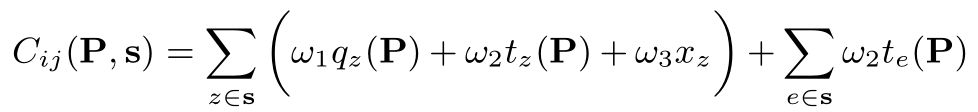 C_{ij}(\mathbf{P}, \mathbf{s}) = \sum_{z \in \mathbf{s}} \left( \omega_1 q_z(\mathbf{P}) + \omega_2 t_z(\mathbf{P}) + \omega_3 x_z \right) + \sum_{e \in \mathbf{s}} \omega_2 t_e(\mathbf{P})